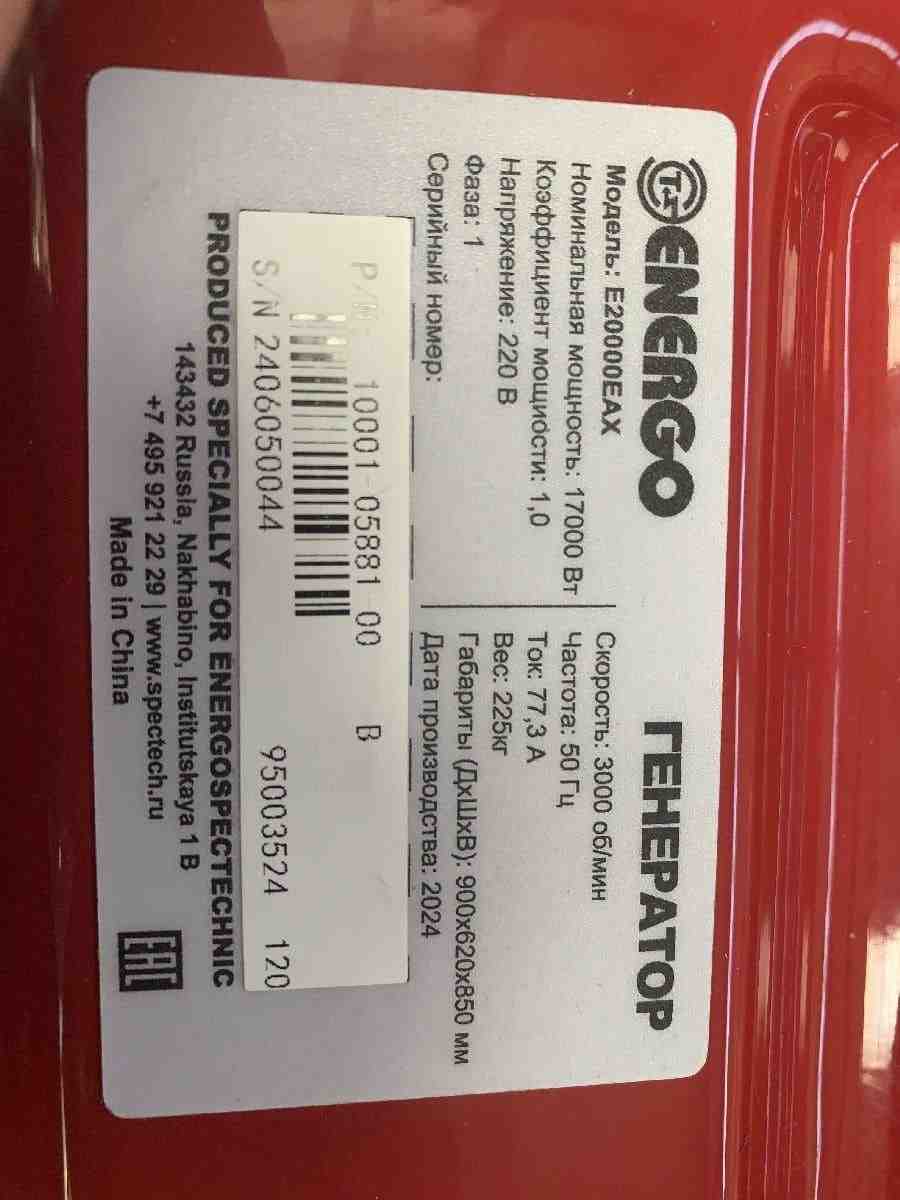 ENERGO ГЕНЕРАТОР
Модель: E20000EAX
Номинальная мощность: 17000 Вт
Коэффициент мощности: 1,0
Напряжение: 220 В
Фаза: 1
Серийный номер:
Скорость: 3000 об/мин
Частота: 50 Гц
Ток: 77,3 А
Вес: 225кг
Габариты (ДхШхВ): 900x620x850 мм
Дата производства: 2024
P/N: 10001-05881-00 B
S/N 2406050044 95003524 120
PRODUCED SPECIALLY FOR ENERGOSPECTECHNIC
143432 Russia, Nakhabino, Institutskaya 1 B
+7 495 921 22 29 | www.spectech.ru
Made in China
EAC